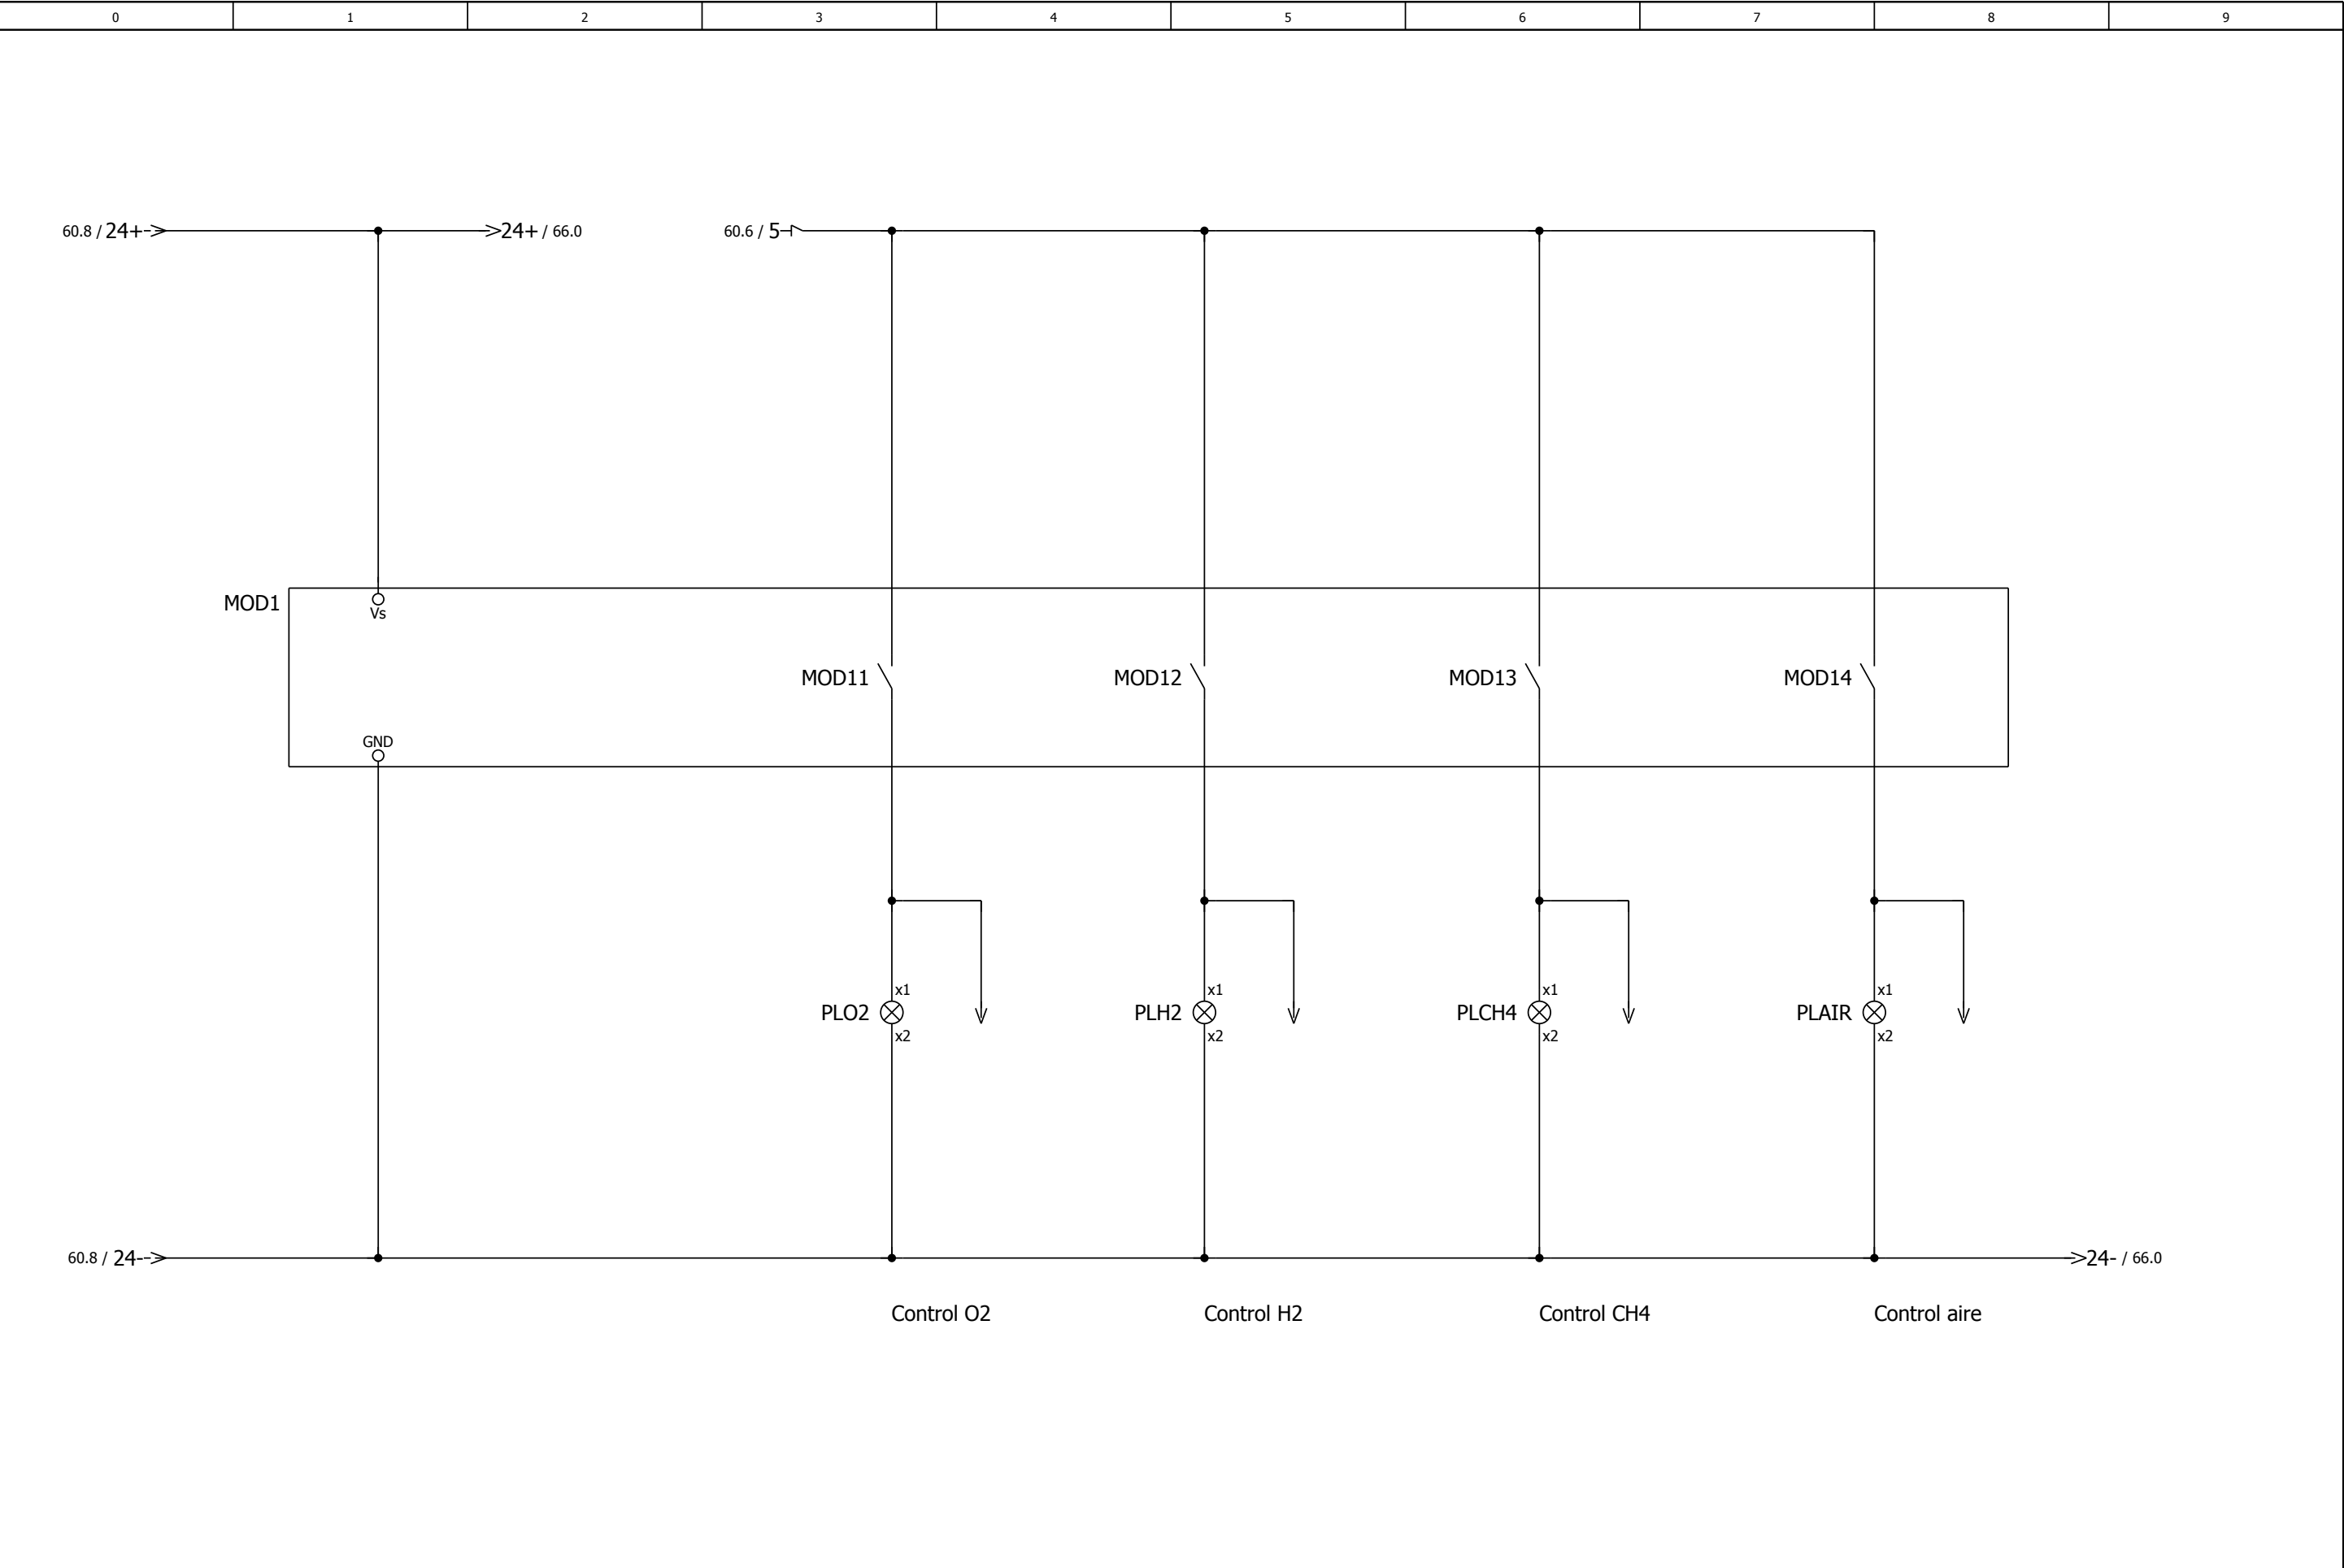 0 1 2 3 4 5 6 7 8 9
60.8 / 24+ 24+ / 66.0 60.6 / 5
MOD1
Vs
MOD11 MOD12 MOD13 MOD14
GND
x1 x1 x1 x1
PLO2 PLH2 PLCH4 PLAIR
x2 x2 x2 x2
60.8 / 24- 24- / 66.0
Control O2 Control H2 Control CH4 Control aire